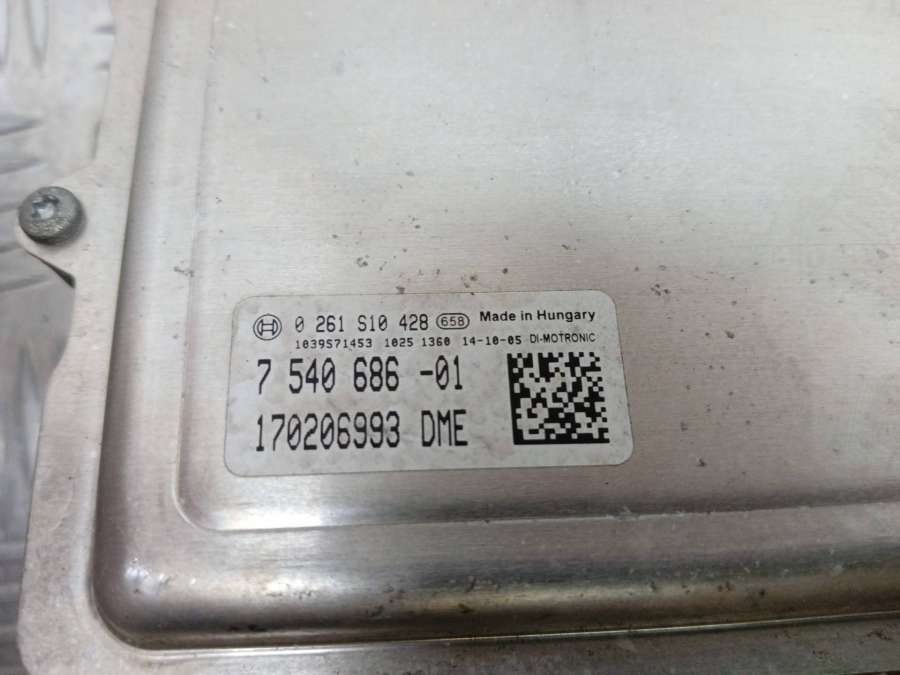 0 261 S10 428 658 Made in Hungary
1039S71453 1025 1360 14-10-05 DI-MOTRONIC
7 540 686 -01
170206993 DME